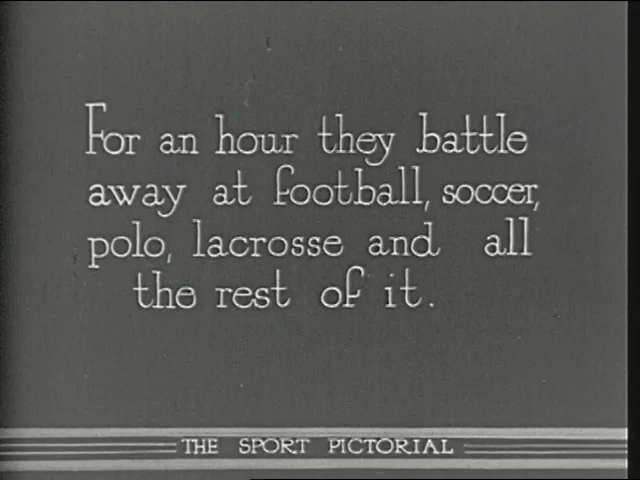 For an hour they battle
away at football, soccer,
polo, lacrosse and all
the rest of it.
THE SPORT PICTORIAL